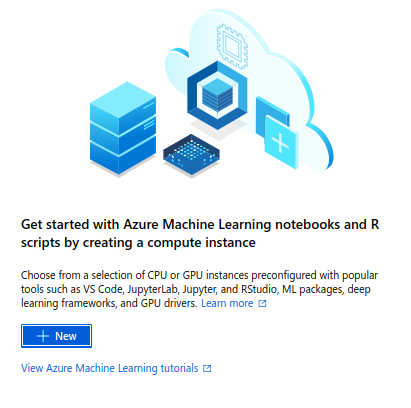 Get started with Azure Machine Learning notebooks and R
scripts by creating a compute instance
Choose from a selection of CPU or GPU instances preconfigured with popular
tools such as VS Code, JupyterLab, Jupyter, and RStudio, ML packages, deep
learning frameworks, and GPU drivers. Learn more
New
View Azure Machine Learning tutorials